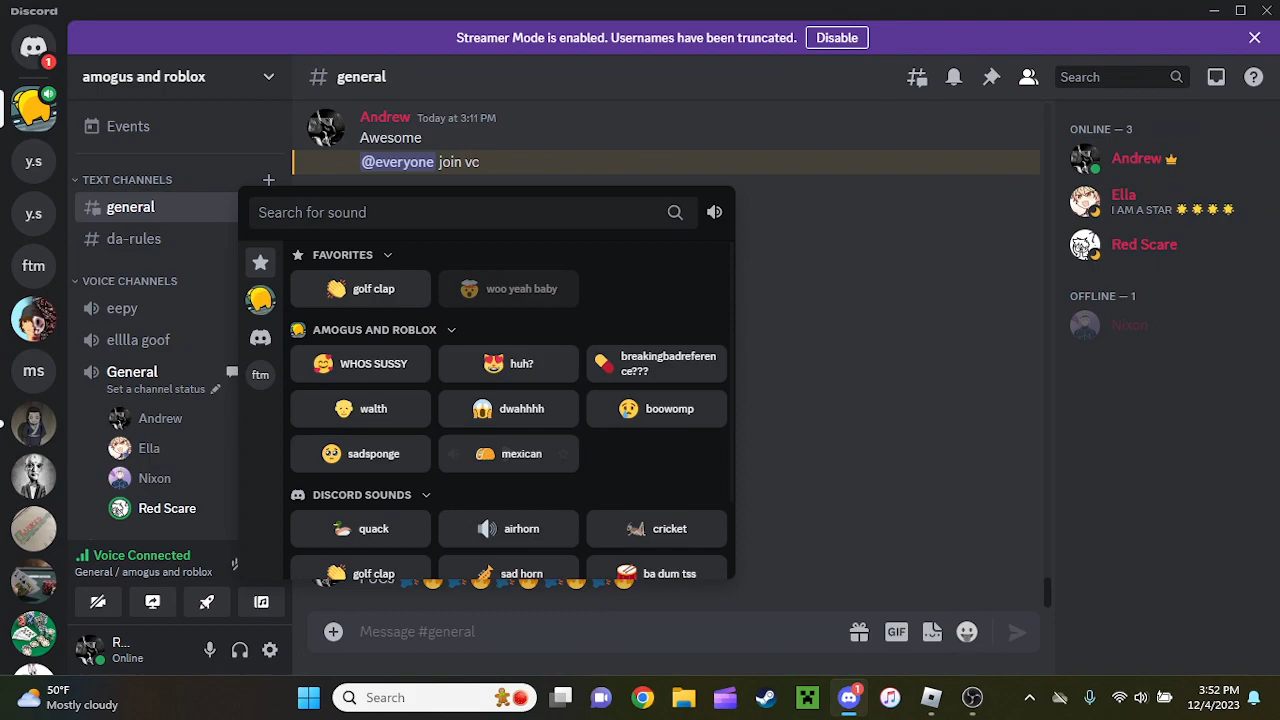 Discord
Streamer Mode is enabled. Usernames have been truncated.
Disable
1
amogus and roblox
general
Search
Andrew Today at 3:11 PM
Awesome
@everyone join vc
Events
TEXT CHANNELS
general
da-rules
VOICE CHANNELS
eepy
elllla goof
General
Set a channel status
Andrew
Ella
Nixon
Red Scare
Voice Connected
General / amogus and roblox
R...
Online
y.s
y.s
ftm
ms
Search for sound
FAVORITES
golf clap
woo yeah baby
AMOGUS AND ROBLOX
WHOS SUSSY
huh?
breakingbadreferen
ce???
walth
dwahhhh
boowomp
sadsponge
mexican
DISCORD SOUNDS
quack
airhorn
cricket
golf clap
sad horn
ba dum tss
ftm
Message #general
GIF
ONLINE — 3
Andrew
Ella
I AM A STAR
Red Scare
OFFLINE — 1
Nixon
50°F
Mostly cloudy
Search
1
3:52 PM
12/4/2023